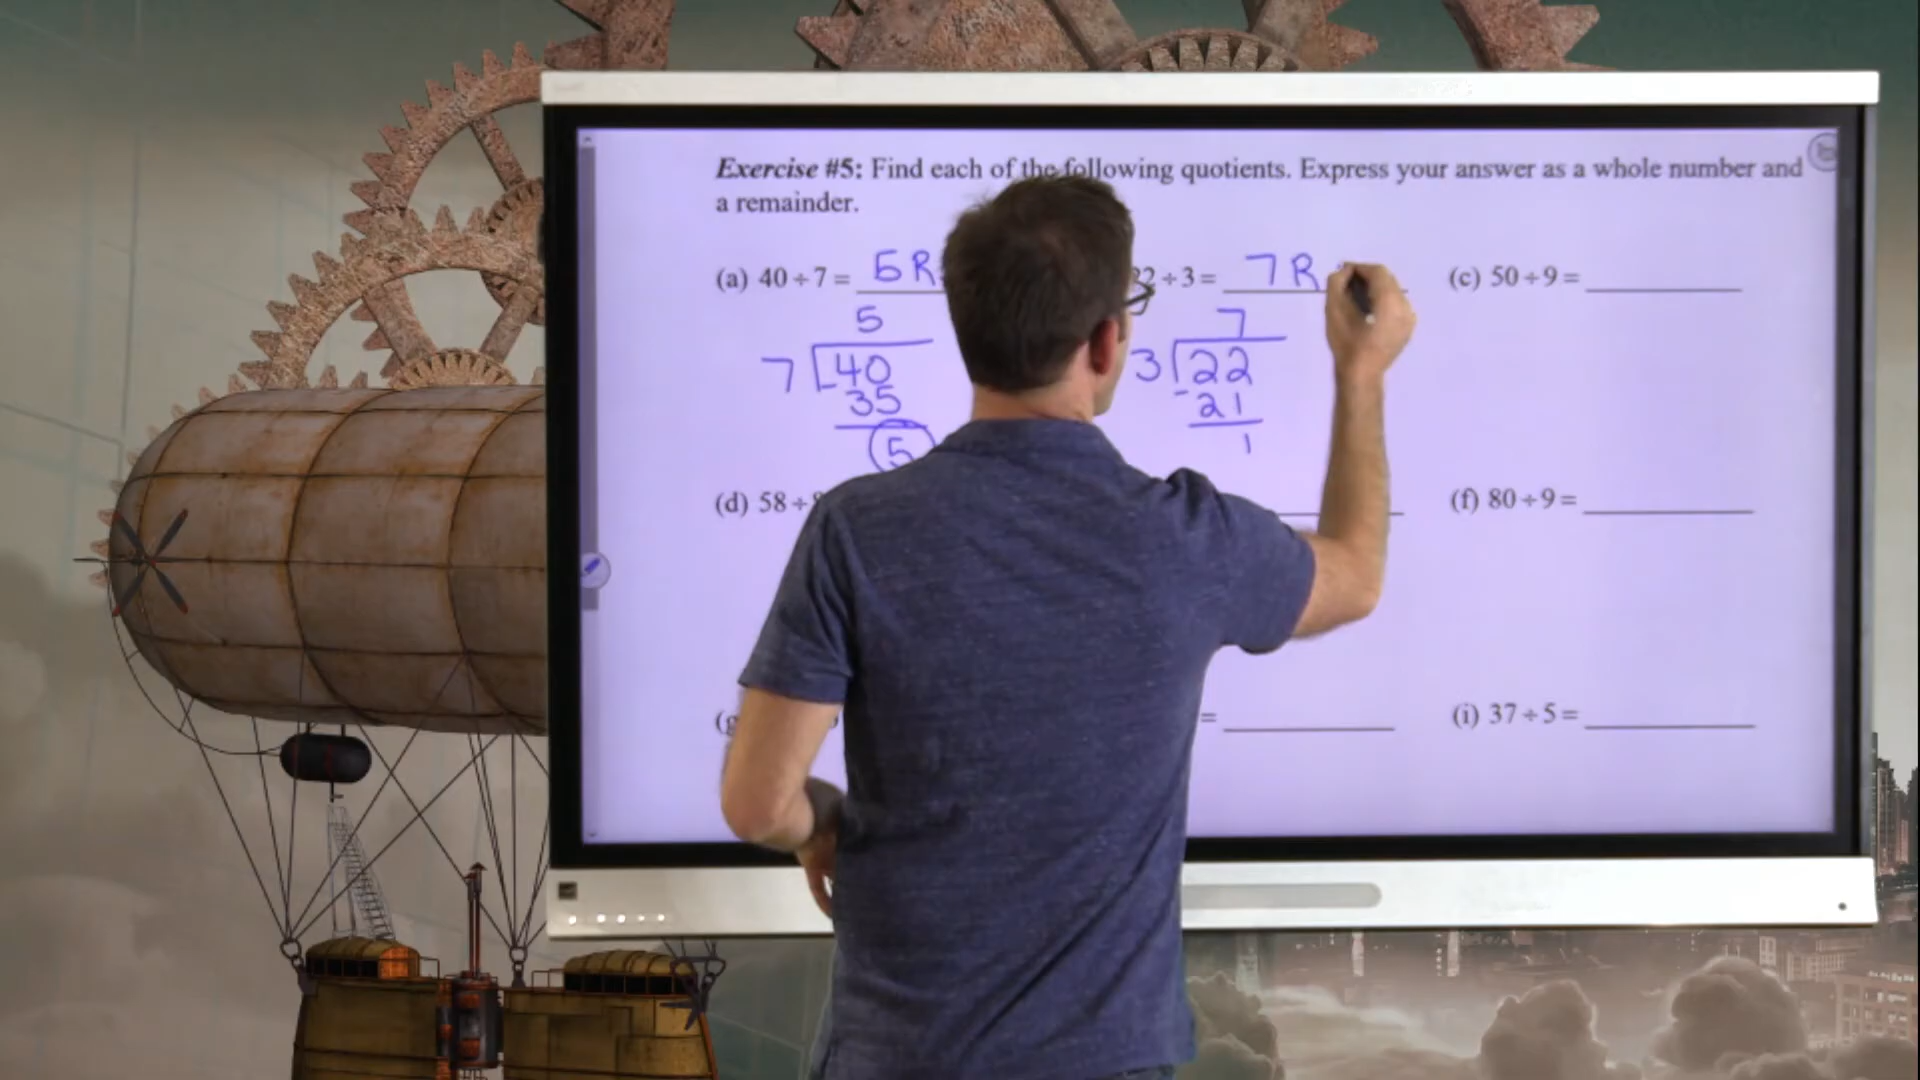 Exercise #5: Find each of the following quotients. Express your answer as a whole number and
a remainder.
(a) 40 ÷ 7 = 5 R
22 ÷ 3 = 7 R
(c) 50 ÷ 9 =
5
7
7 40
3 22
- 35
- 21
5
1
(d) 58 ÷
(f) 80 ÷ 9 =
=
(i) 37 ÷ 5 =